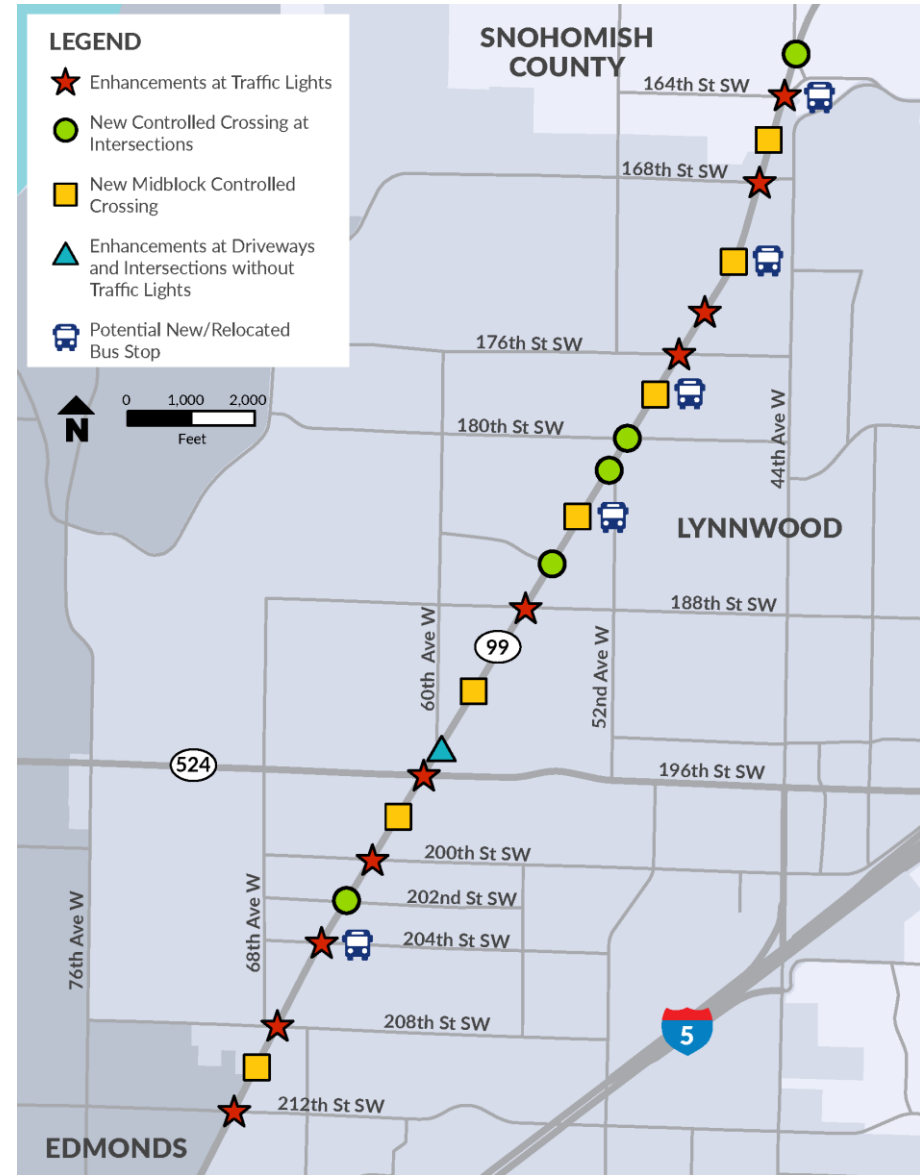 LEGEND
Enhancements at Traffic Lights
New Controlled Crossing at
Intersections
New Midblock Controlled
Crossing
Enhancements at Driveways
and Intersections without
Traffic Lights
Potential New/Relocated
Bus Stop
N
0 1,000 2,000
Feet
SNOHOMISH
COUNTY
164th St SW
168th St SW
176th St SW
180th St SW
44th Ave W
LYNNWOOD
188th St SW
60th Ave W
99
52nd Ave W
524
196th St SW
200th St SW
202nd St SW
76th Ave W
68th Ave W
204th St SW
208th St SW
5
212th St SW
EDMONDS